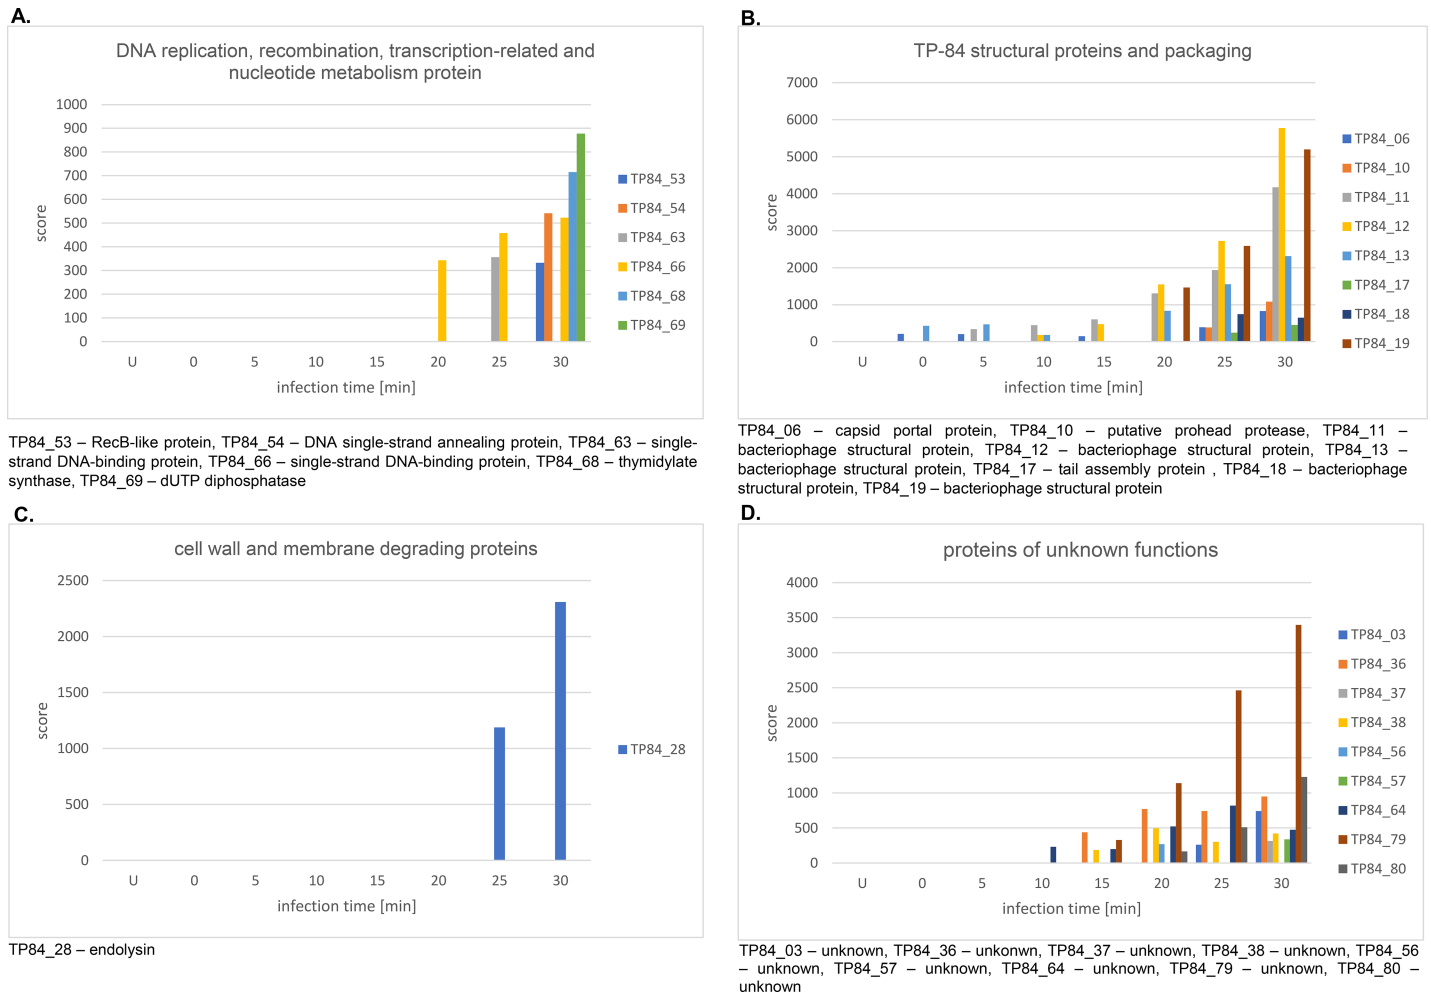 A.
DNA replication, recombination, transcription-related and
nucleotide metabolism protein
1000
900
800
700
600
500
400
300
200
100
0
score
U 0 5 10 15 20 25 30
infection time [min]
TP84_53
TP84_54
TP84_63
TP84_66
TP84_68
TP84_69
TP84_53 – RecB-like protein, TP84_54 – DNA single-strand annealing protein, TP84_63 – single-
strand DNA-binding protein, TP84_66 – single-strand DNA-binding protein, TP84_68 – thymidylate
synthase, TP84_69 – dUTP diphosphatase
B.
TP-84 structural proteins and packaging
7000
6000
5000
4000
3000
2000
1000
0
score
U 0 5 10 15 20 25 30
infection time [min]
TP84_06
TP84_10
TP84_11
TP84_12
TP84_13
TP84_17
TP84_18
TP84_19
TP84_06 – capsid portal protein, TP84_10 – putative prohead protease, TP84_11 –
bacteriophage structural protein, TP84_12 – bacteriophage structural protein, TP84_13 –
bacteriophage structural protein, TP84_17 – tail assembly protein , TP84_18 – bacteriophage
structural protein, TP84_19 – bacteriophage structural protein
C.
cell wall and membrane degrading proteins
2500
2000
1500
1000
500
0
score
U 0 5 10 15 20 25 30
infection time [min]
TP84_28
TP84_28 – endolysin
D.
proteins of unknown functions
4000
3500
3000
2500
2000
1500
1000
500
0
score
U 0 5 10 15 20 25 30
infection time [min]
TP84_03
TP84_36
TP84_37
TP84_38
TP84_56
TP84_57
TP84_64
TP84_79
TP84_80
TP84_03 – unknown, TP84_36 – unkonwn, TP84_37 – unknown, TP84_38 – unknown, TP84_56
– unknown, TP84_57 – unknown, TP84_64 – unknown, TP84_79 – unknown, TP84_80 –
unknown